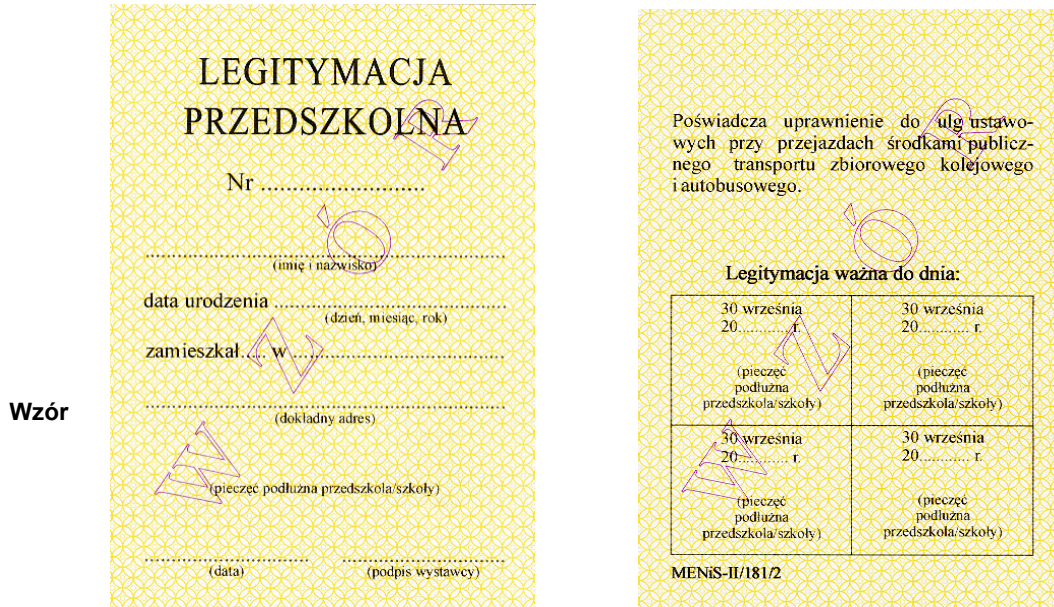 LEGITYMACJA
PRZEDSZKOLNA
Nr ..........................
(imię i nazwisko)
data urodzenia ..........................................
(dzień, miesiąc, rok)
zamieszkał..... w ......................................
(dokładny adres)
(pieczęć podłużna przedszkola/szkoły)
(data) (podpis wystawcy)
Wzór
WZÓR
Poświadcza uprawnienie do ulg ustawo-
wych przy przejazdach środkami publicz-
nego transportu zbiorowego kolejowego
i autobusowego.
Legitymacja ważna do dnia:
30 września
20............ r.
(pieczęć
podłużna
przedszkola/szkoły)
30 września
20............ r.
(pieczęć
podłużna
przedszkola/szkoły)
30 września
20............ r.
(pieczęć
podłużna
przedszkola/szkoły)
30 września
20............ r.
(pieczęć
podłużna
przedszkola/szkoły)
MENiS-II/181/2
WZÓR